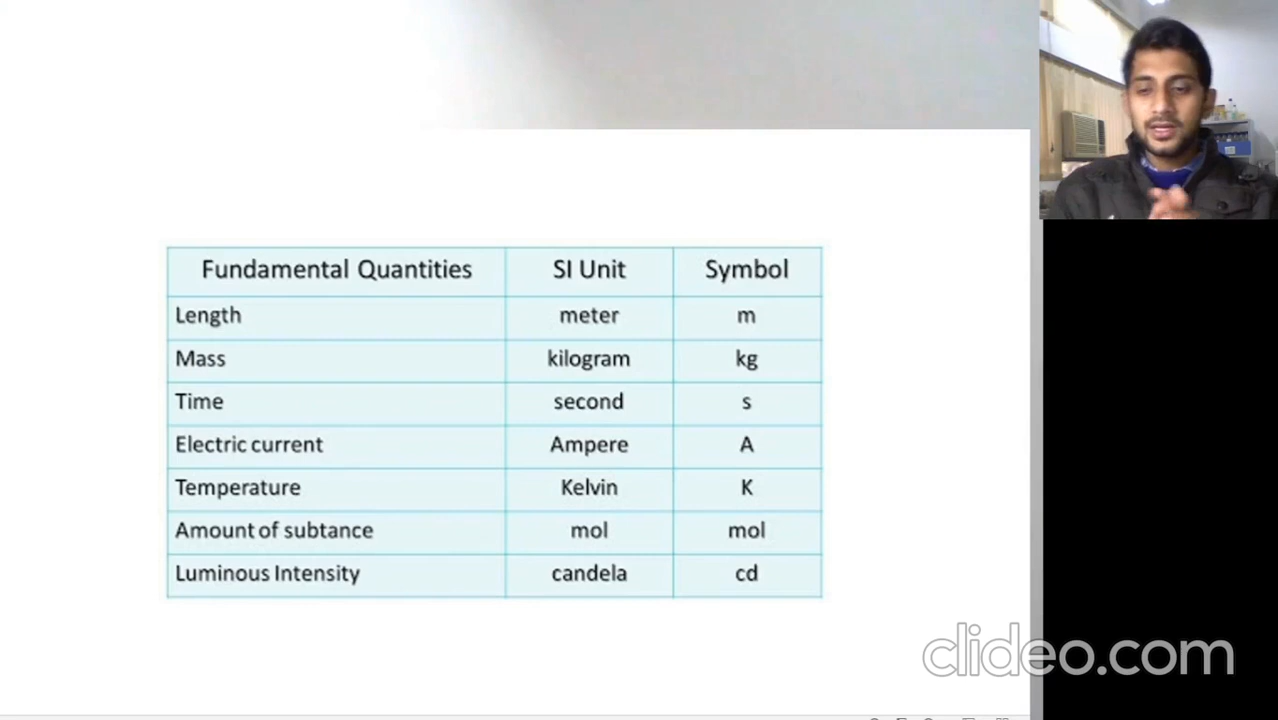 Fundamental Quantities SI Unit Symbol
Length meter m
Mass kilogram kg
Time second s
Electric current Ampere A
Temperature Kelvin K
Amount of subtance mol mol
Luminous Intensity candela cd
clideo.com